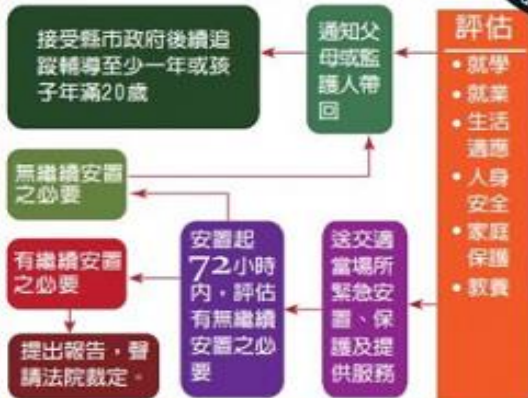 接受縣市政府後續追
蹤輔導至少一年或孩
子年滿20歲
通知父
母或監
護人帶
回
評估
• 就學
• 就業
• 生活
適應
• 人身
安全
• 家庭
保護
• 教養
無繼續安置
之必要
有繼續安置
之必要
提出報告，聲
請法院裁定。
安置起
72小時
內，評估
有無繼續
安置之必
要
送交適
當場所
緊急安
置、保
護及提
供服務